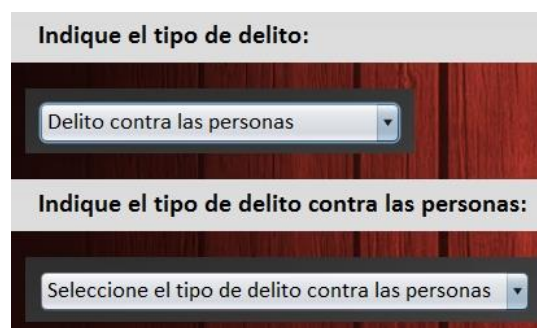 Indique el tipo de delito:
Delito contra las personas
Indique el tipo de delito contra las personas:
Seleccione el tipo de delito contra las personas